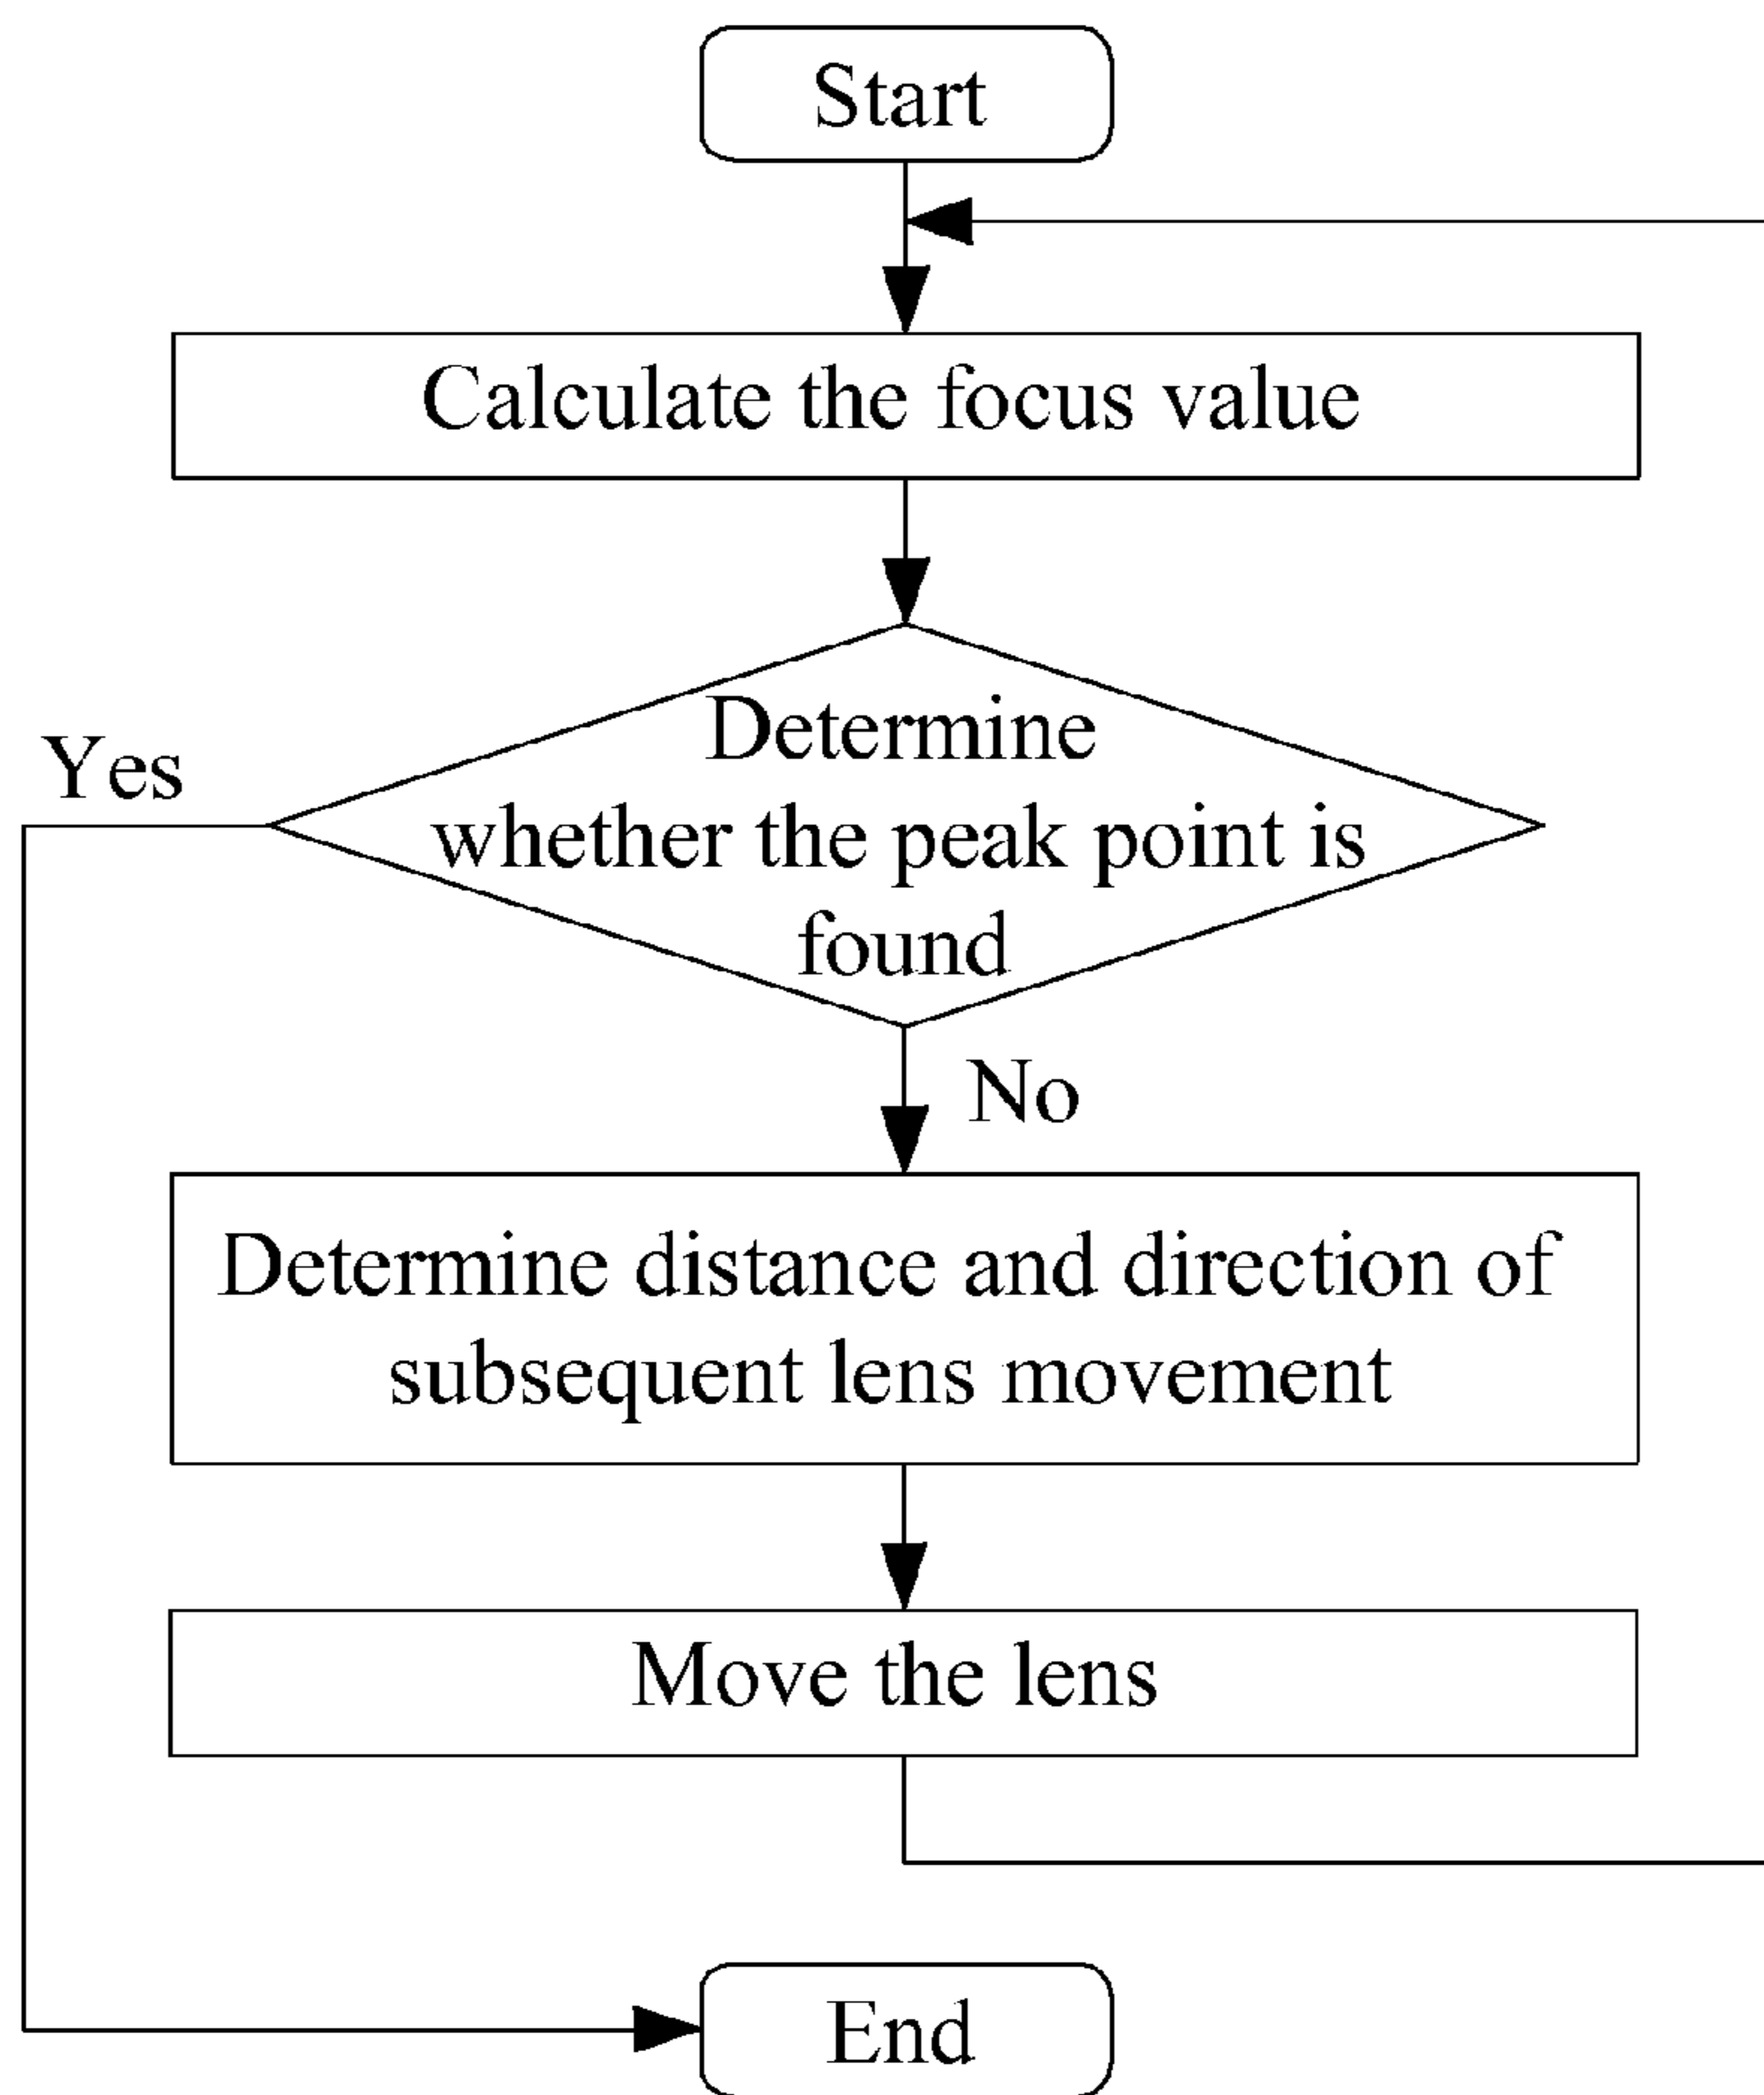 Start
Calculate the focus value
Determine
whether the peak point is
found
Yes
No
Determine distance and direction of
subsequent lens movement
Move the lens
End